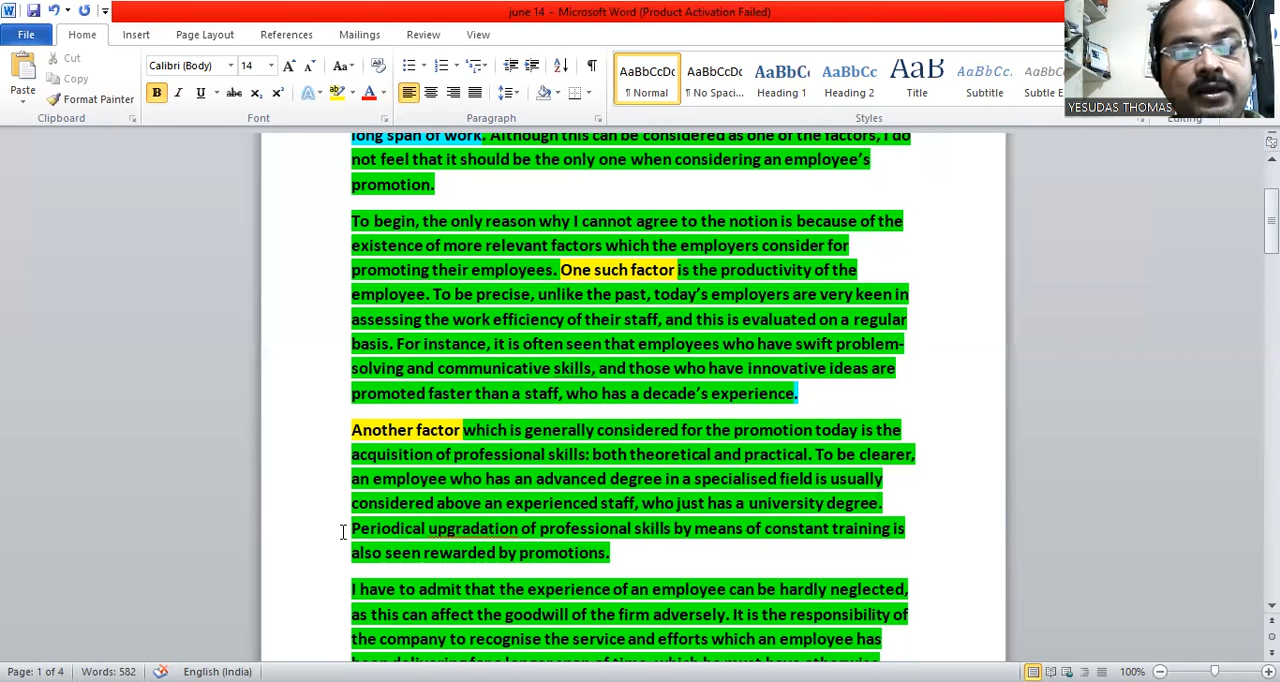 june 14 - Microsoft Word (Product Activation Failed)
File Home Insert Page Layout References Mailings Review View
Paste
Cut
Copy
Format Painter
Clipboard
Calibri (Body) 14
Font
Paragraph
AaBbCcDc AaBbCcDc AaBbCc AaBbCc AaB AaBbCc. AaBbCc
¶ Normal ¶ No Spaci... Heading 1 Heading 2 Title Subtitle Subtle E
Styles
YESUDAS THOMAS
long span of work. Although this can be considered as one of the factors, I do
not feel that it should be the only one when considering an employee’s
promotion.
To begin, the only reason why I cannot agree to the notion is because of the
existence of more relevant factors which the employers consider for
promoting their employees. One such factor is the productivity of the
employee. To be precise, unlike the past, today’s employers are very keen in
assessing the work efficiency of their staff, and this is evaluated on a regular
basis. For instance, it is often seen that employees who have swift problem-
solving and communicative skills, and those who have innovative ideas are
promoted faster than a staff, who has a decade’s experience.
Another factor which is generally considered for the promotion today is the
acquisition of professional skills: both theoretical and practical. To be clearer,
an employee who has an advanced degree in a specialised field is usually
considered above an experienced staff, who just has a university degree.
Periodical upgradation of professional skills by means of constant training is
also seen rewarded by promotions.
I have to admit that the experience of an employee can be hardly neglected,
as this can affect the goodwill of the firm adversely. It is the responsibility of
the company to recognise the service and efforts which an employee has
Page: 1 of 4 Words: 582 English (India) 100%